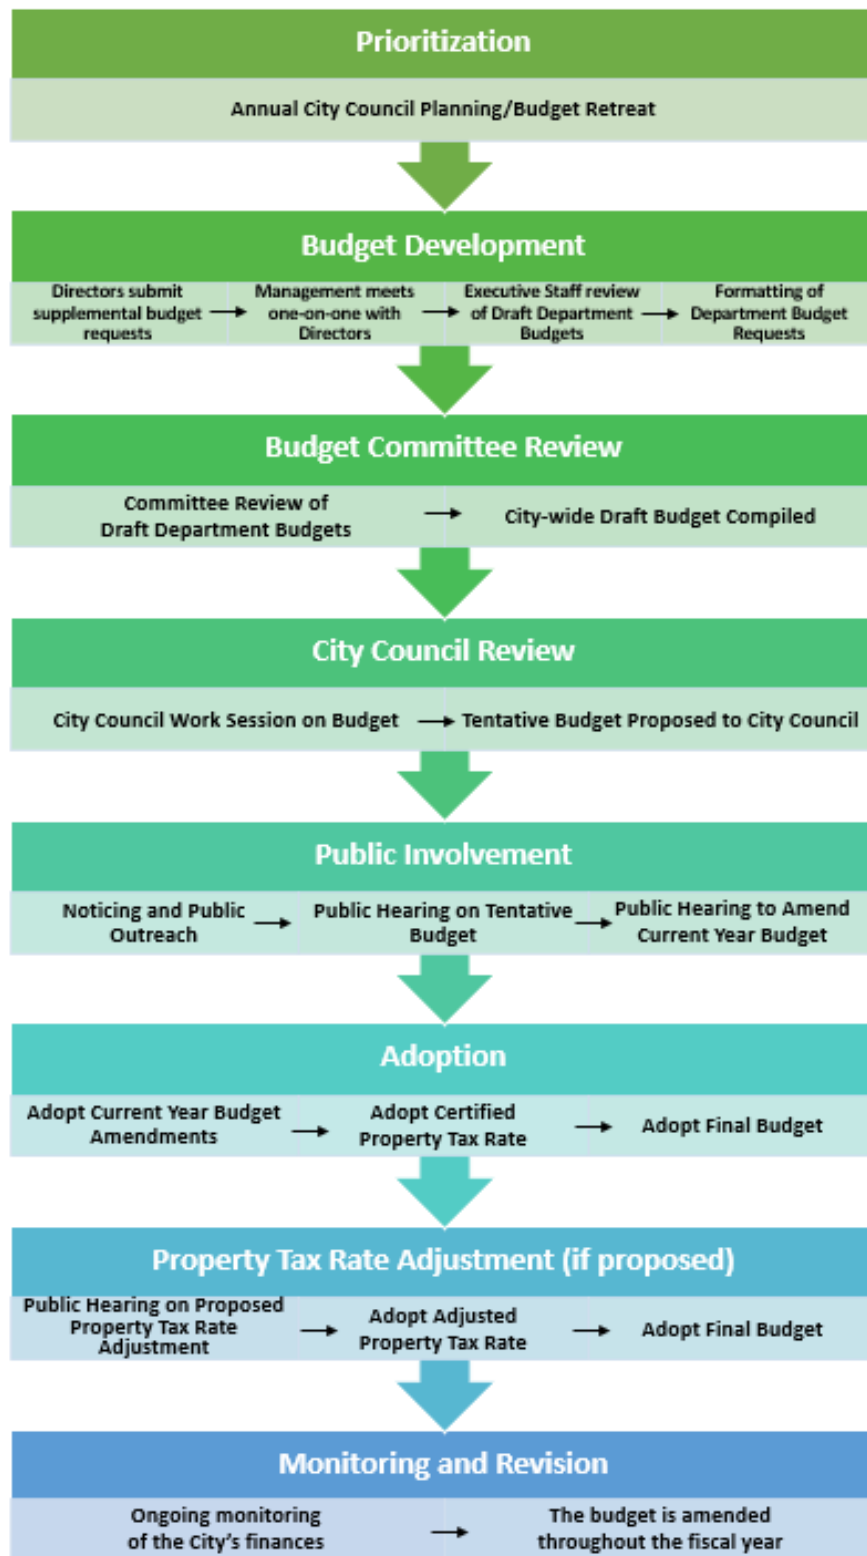 Prioritization
Annual City Council Planning/Budget Retreat
Budget Development
Directors submit
supplemental budget
requests
Management meets
one-on-one with
Directors
Executive Staff review
of Draft Department
Budgets
Formatting of
Department Budget
Requests
Budget Committee Review
Committee Review of
Draft Department Budgets
City-wide Draft Budget Compiled
City Council Review
City Council Work Session on Budget
Tentative Budget Proposed to City Council
Public Involvement
Noticing and Public
Outreach
Public Hearing on Tentative
Budget
Public Hearing to Amend
Current Year Budget
Adoption
Adopt Current Year Budget
Amendments
Adopt Certified
Property Tax Rate
Adopt Final Budget
Property Tax Rate Adjustment (if proposed)
Public Hearing on Proposed
Property Tax Rate
Adjustment
Adopt Adjusted
Property Tax Rate
Adopt Final Budget
Monitoring and Revision
Ongoing monitoring
of the City's finances
The budget is amended
throughout the fiscal year